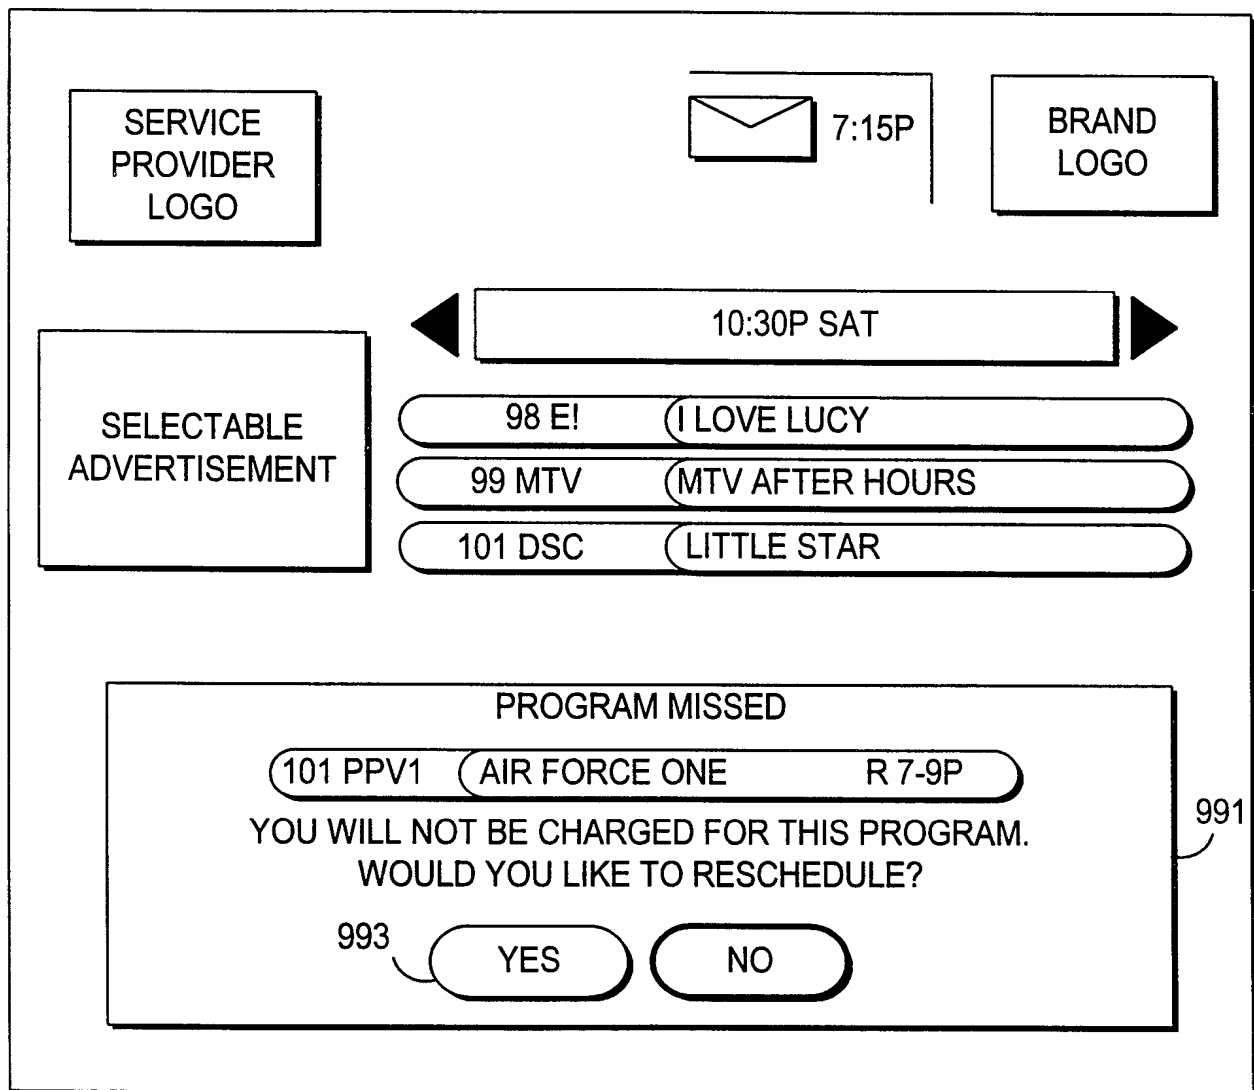 SERVICE
PROVIDER
LOGO
7:15P
BRAND
LOGO
10:30P SAT
SELECTABLE
ADVERTISEMENT
98 E! I LOVE LUCY
99 MTV MTV AFTER HOURS
101 DSC LITTLE STAR
PROGRAM MISSED
101 PPV1 AIR FORCE ONE R 7-9P
YOU WILL NOT BE CHARGED FOR THIS PROGRAM.
WOULD YOU LIKE TO RESCHEDULE?
991
993
YES NO